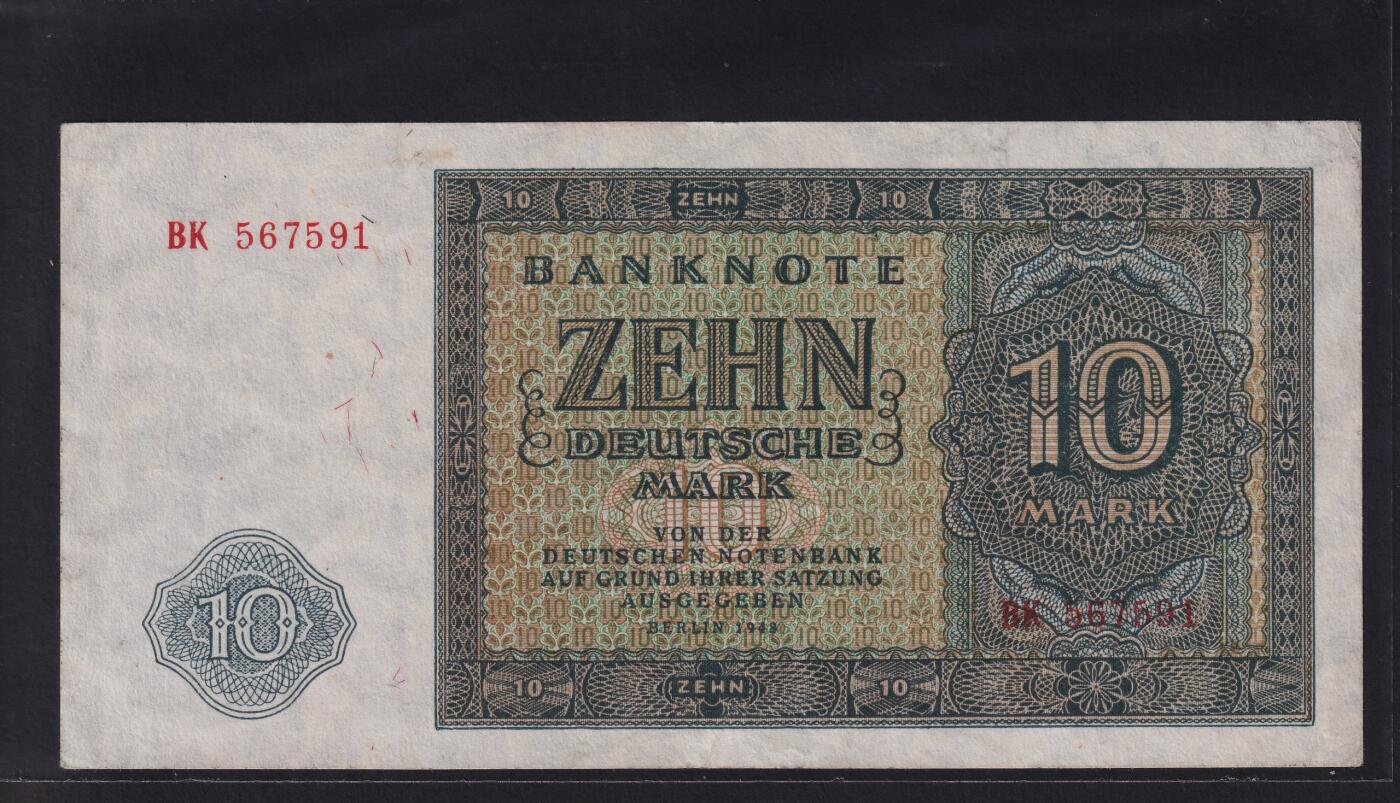 10 ZEHN 10
BK 567591
BANKNOTE
ZEHN
DEUTSCHE
MARK
10
MARK
VON DER
DEUTSCHEN NOTENBANK
AUF GRUND IHRER SATZUNG
AUSGEGEBEN
BERLIN 1948
BK 567591
10
10
10 ZEHN 10